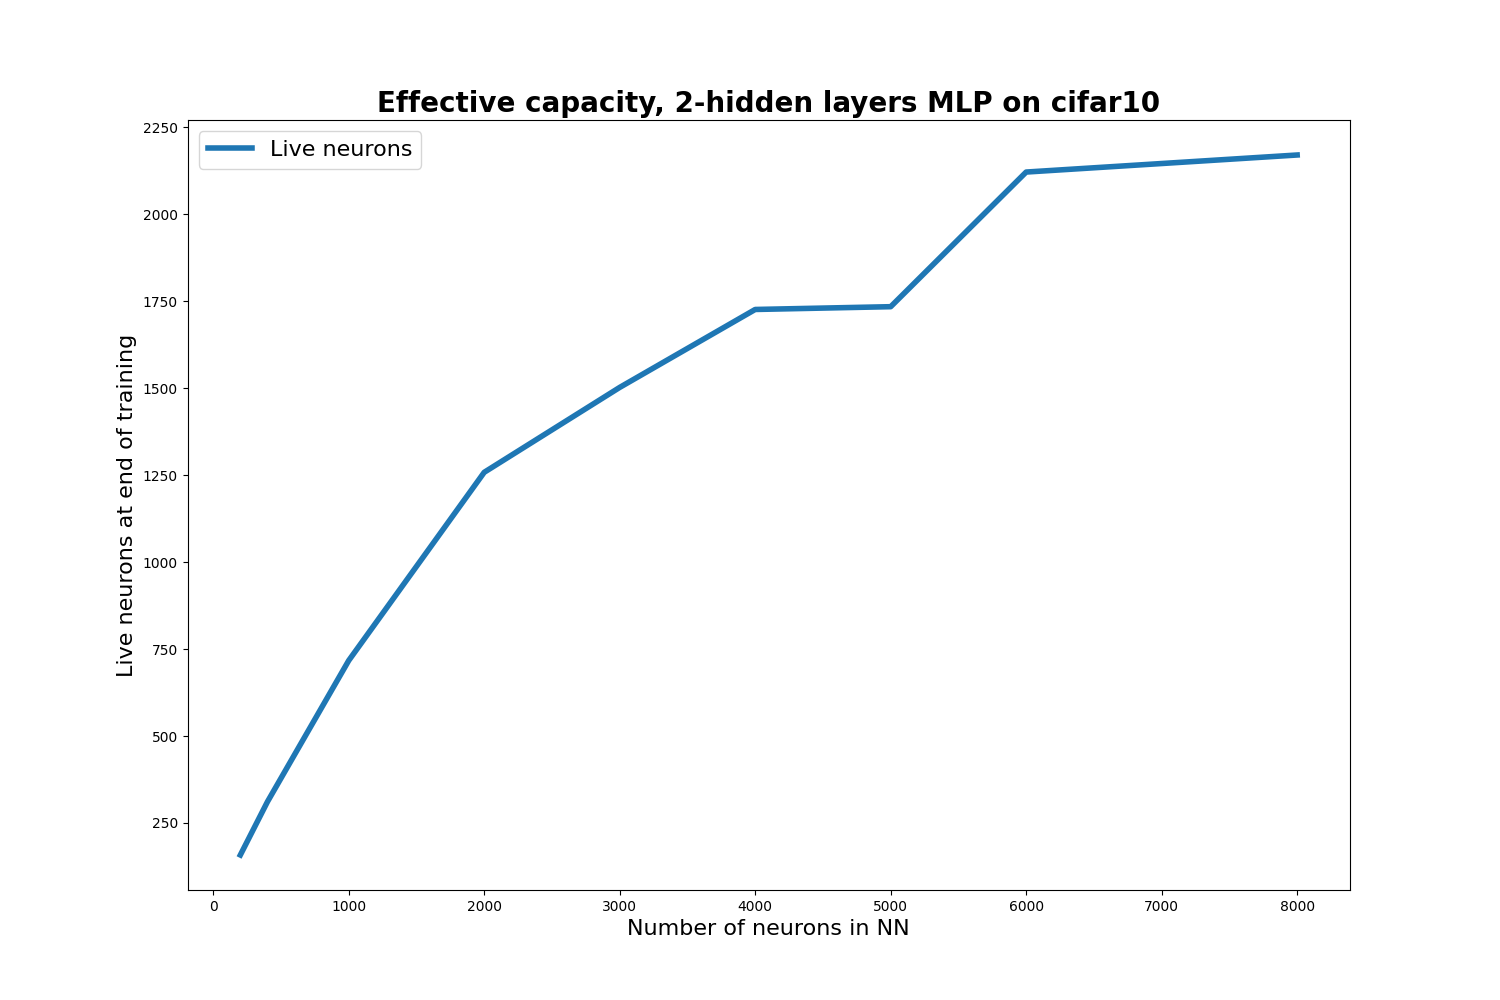 Effective capacity, 2-hidden layers MLP on cifar10
Live neurons
2250
2000
1750
1500
1250
1000
750
500
250
Live neurons at end of training
0 1000 2000 3000 4000 5000 6000 7000 8000
Number of neurons in NN